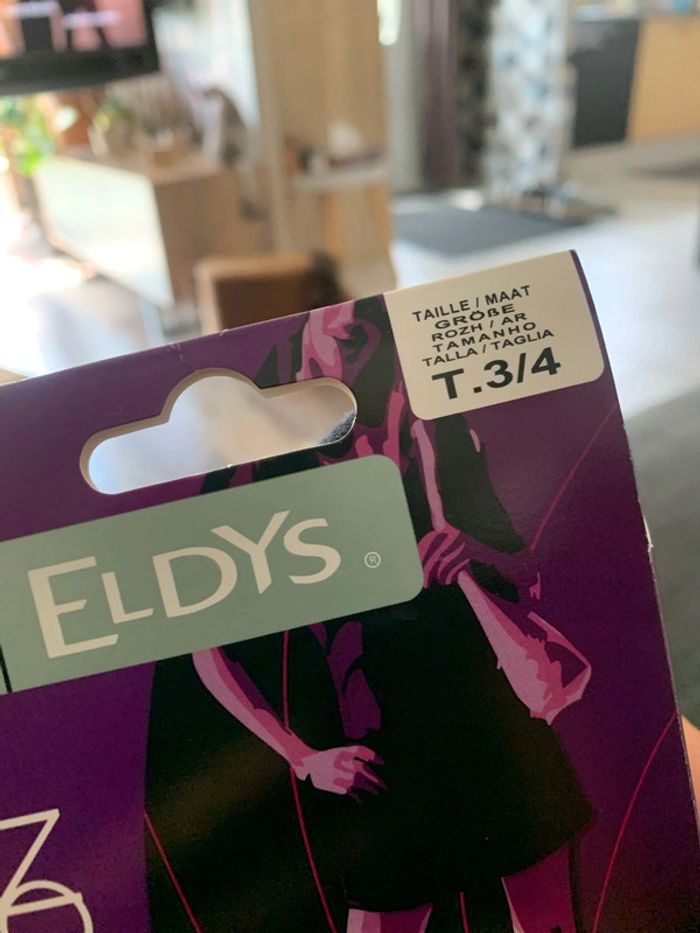 TAILLE / MAAT
GRÖßE
ROZH / AR
TAMANHO
TALLA / TAGLIA
T.3/4
ELDYS ®